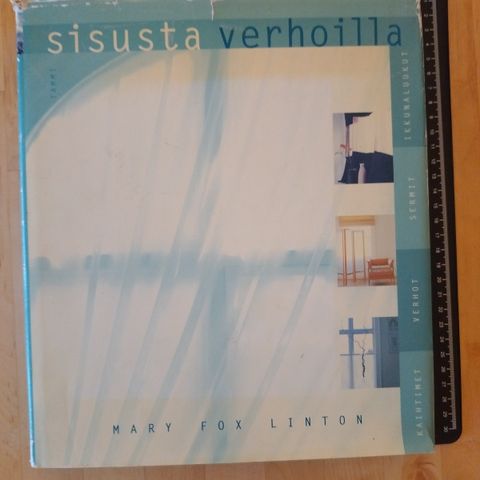 sisusta verhoilla
TAMMI
IKKUNALUUKUT
SERMIT
VERHOT
KAIHTIMET
MARY FOX LINTON